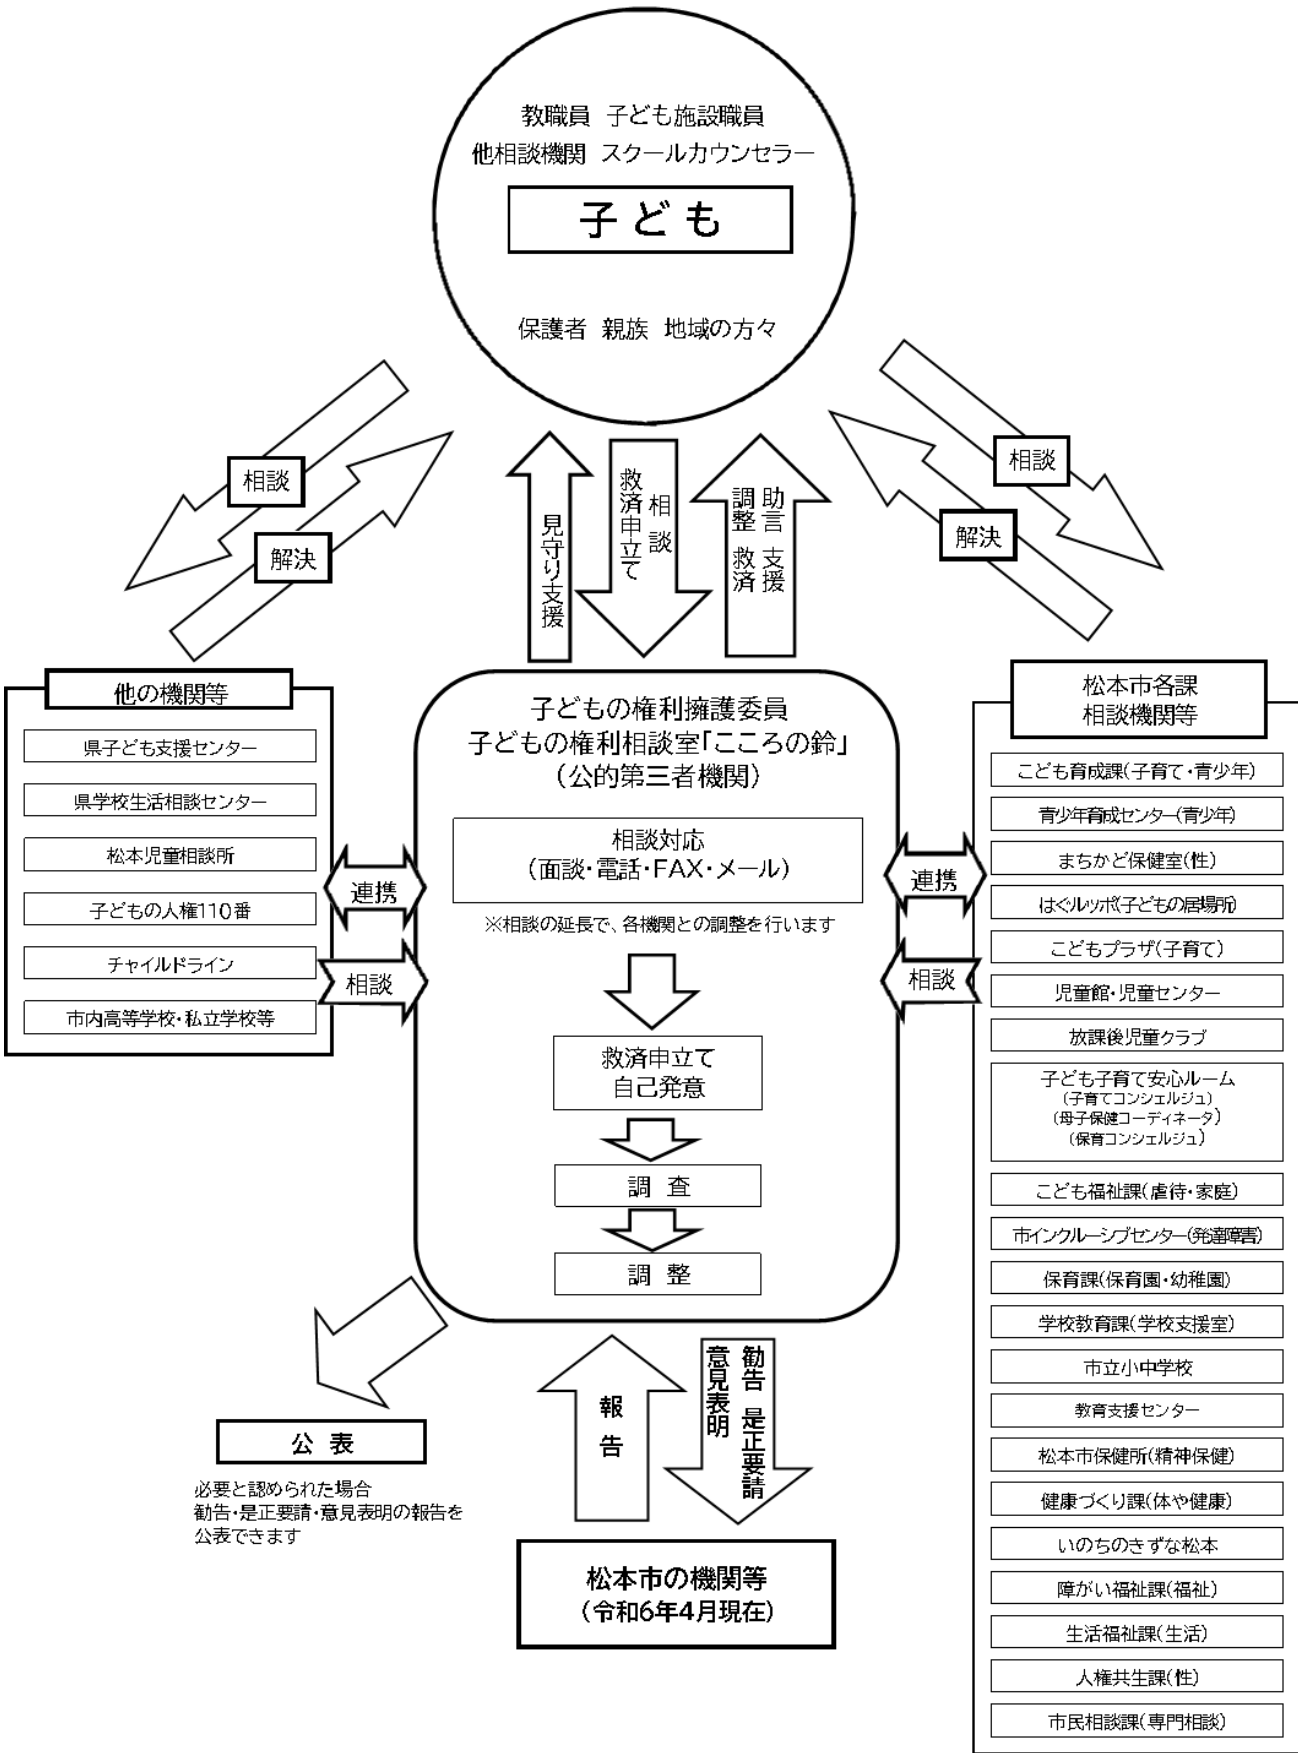 教職員 子ども施設職員
他相談機関 スクールカウンセラー
子ども
保護者 親族 地域の方々
相談
解決
見守り支援
救済申立て
相談
助言 支援
調整 救済
相談
解決
他の機関等
県子ども支援センター
県学校生活相談センター
松本児童相談所
子どもの人権110番
チャイルドライン
市内高等学校・私立学校等
連携
相談
子どもの権利擁護委員
子どもの権利相談室「こころの鈴」
（公的第三者機関）
相談対応
（面談・電話・FAX・メール）
※相談の延長で、各機関との調整を行います
救済申立て
自己発意
調 査
調 整
連携
相談
松本市各課
相談機関等
こども育成課(子育て・青少年)
青少年育成センター(青少年)
まちかど保健室(性)
はぐルッポ(子どもの居場所)
こどもプラザ(子育て)
児童館・児童センター
放課後児童クラブ
子ども子育て安心ルーム
(子育てコンシェルジュ)
(母子保健コーディネータ)
(保育コンシェルジュ)
こども福祉課(虐待・家庭)
市インクルーシブセンター(発達障害)
保育課(保育園・幼稚園)
学校教育課(学校支援室)
市立小中学校
教育支援センター
松本市保健所(精神保健)
健康づくり課(体や健康)
いのちのきずな松本
障がい福祉課(福祉)
生活福祉課(生活)
人権共生課(性)
市民相談課(専門相談)
公 表
必要と認められた場合
勧告・是正要請・意見表明の報告を
公表できます
報告
勧告 是正要請
意見表明
松本市の機関等
（令和6年4月現在）